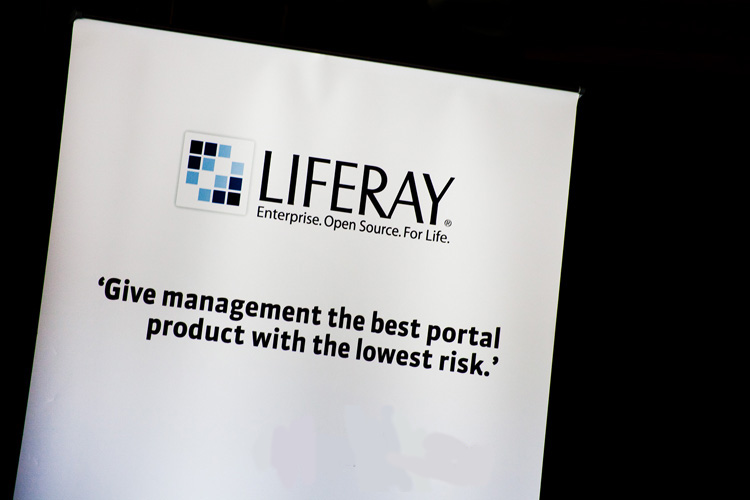 LIFERAY®
Enterprise. Open Source. For Life.
‘Give management the best portal
product with the lowest risk.’